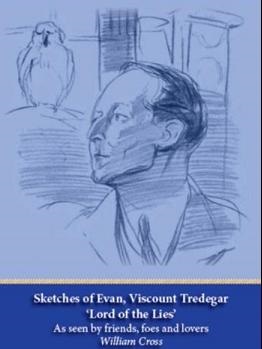 Sketches of Evan, Viscount Tredegar
‘Lord of the Lies’
As seen by friends, foes and lovers
William Cross